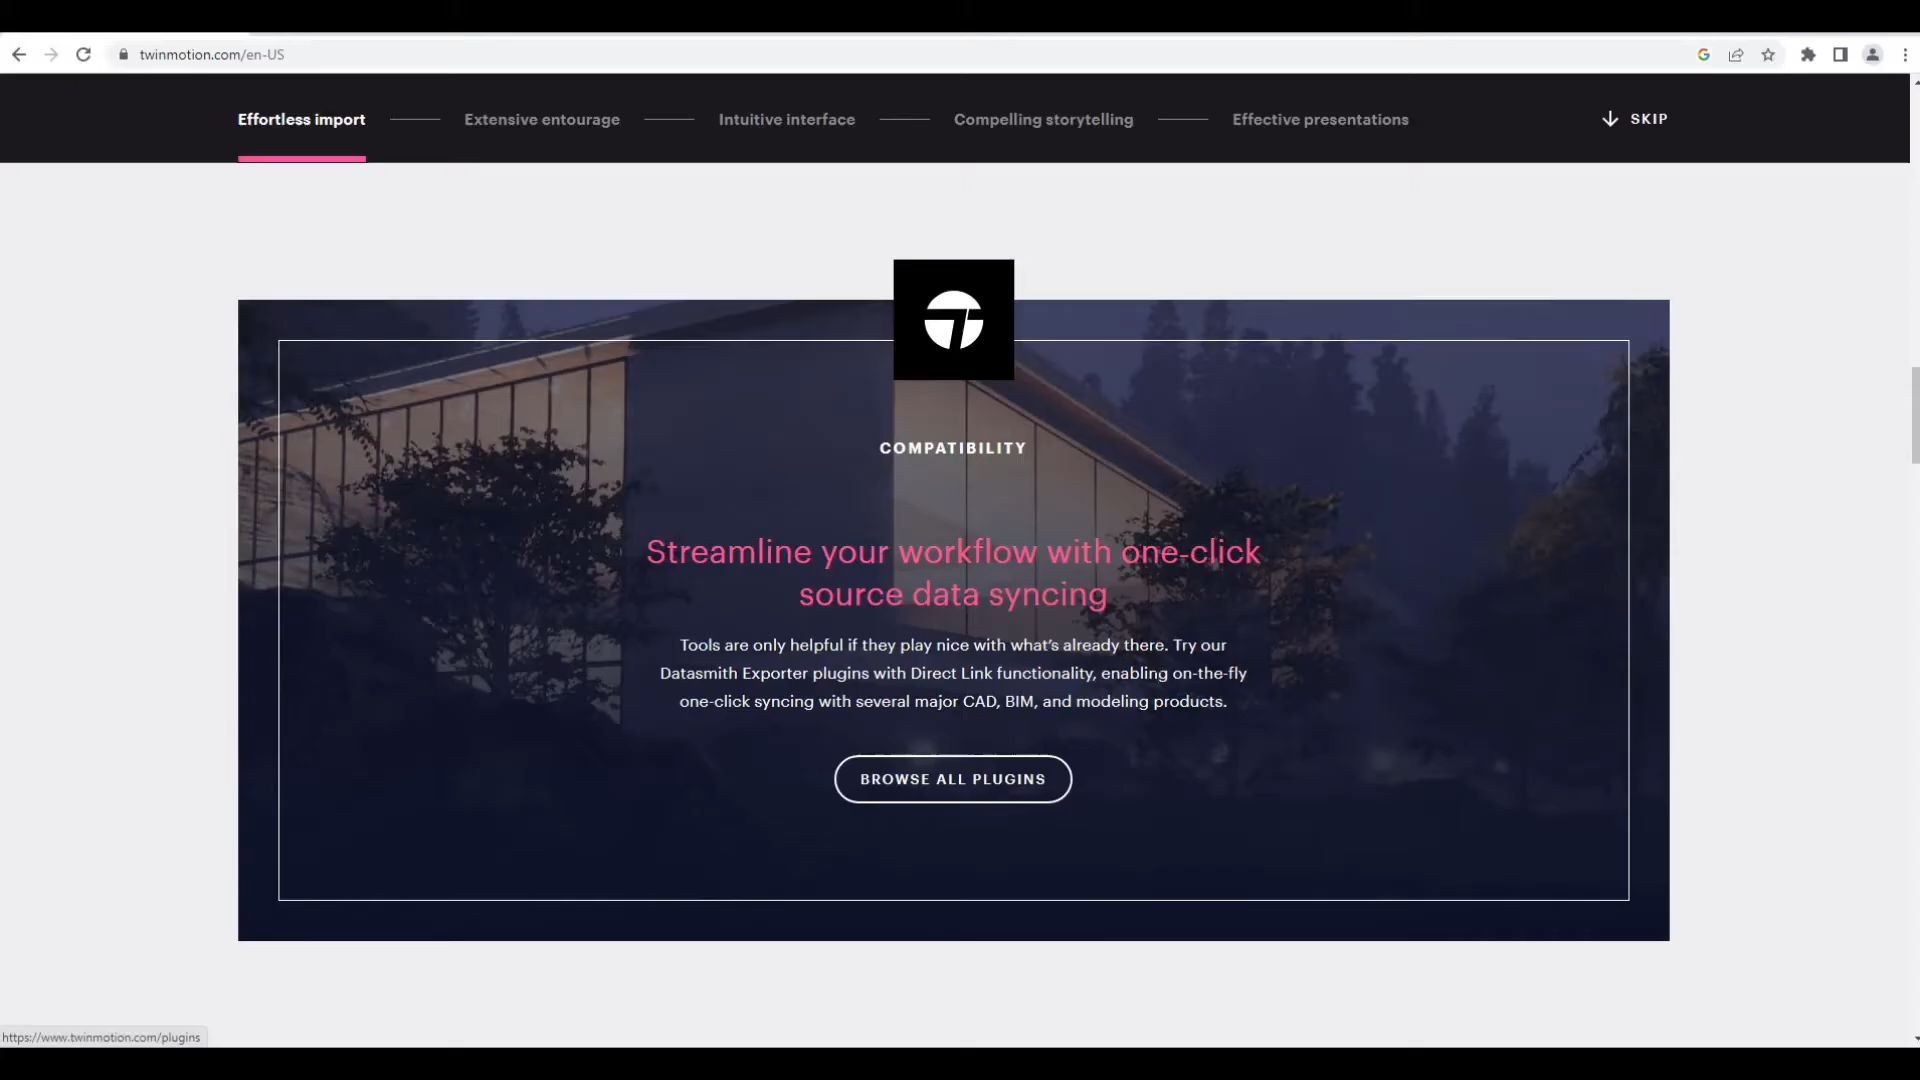 twinmotion.com/en-US
Effortless import
Extensive entourage
Intuitive interface
Compelling storytelling
Effective presentations
SKIP
COMPATIBILITY
Streamline your workflow with one-click
source data syncing
Tools are only helpful if they play nice with what's already there. Try our
Datasmith Exporter plugins with Direct Link functionality, enabling on-the-fly
one-click syncing with several major CAD, BIM, and modeling products.
BROWSE ALL PLUGINS
https://www.twinmotion.com/plugins